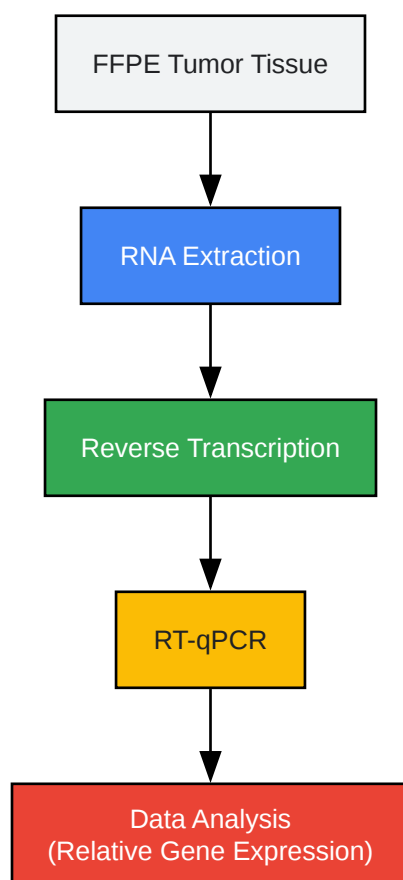 FFPE Tumor Tissue
RNA Extraction
Reverse Transcription
RT-qPCR
Data Analysis
(Relative Gene Expression)